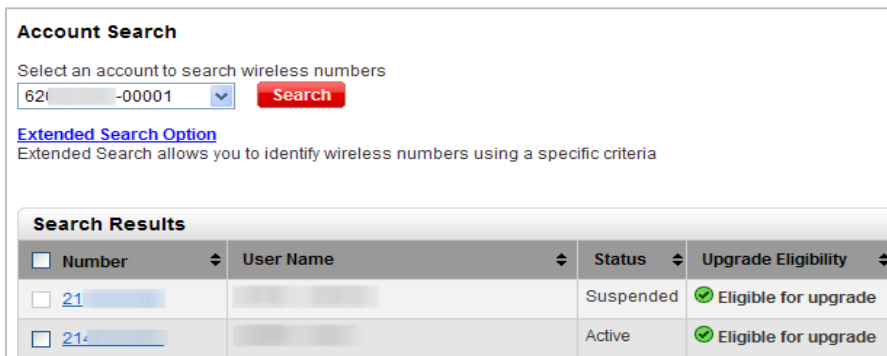 Account Search
Select an account to search wireless numbers
62 -00001 Search
Extended Search Option
Extended Search allows you to identify wireless numbers using a specific criteria
Search Results
Number User Name Status Upgrade Eligibility
21 Suspended Eligible for upgrade
214 Active Eligible for upgrade